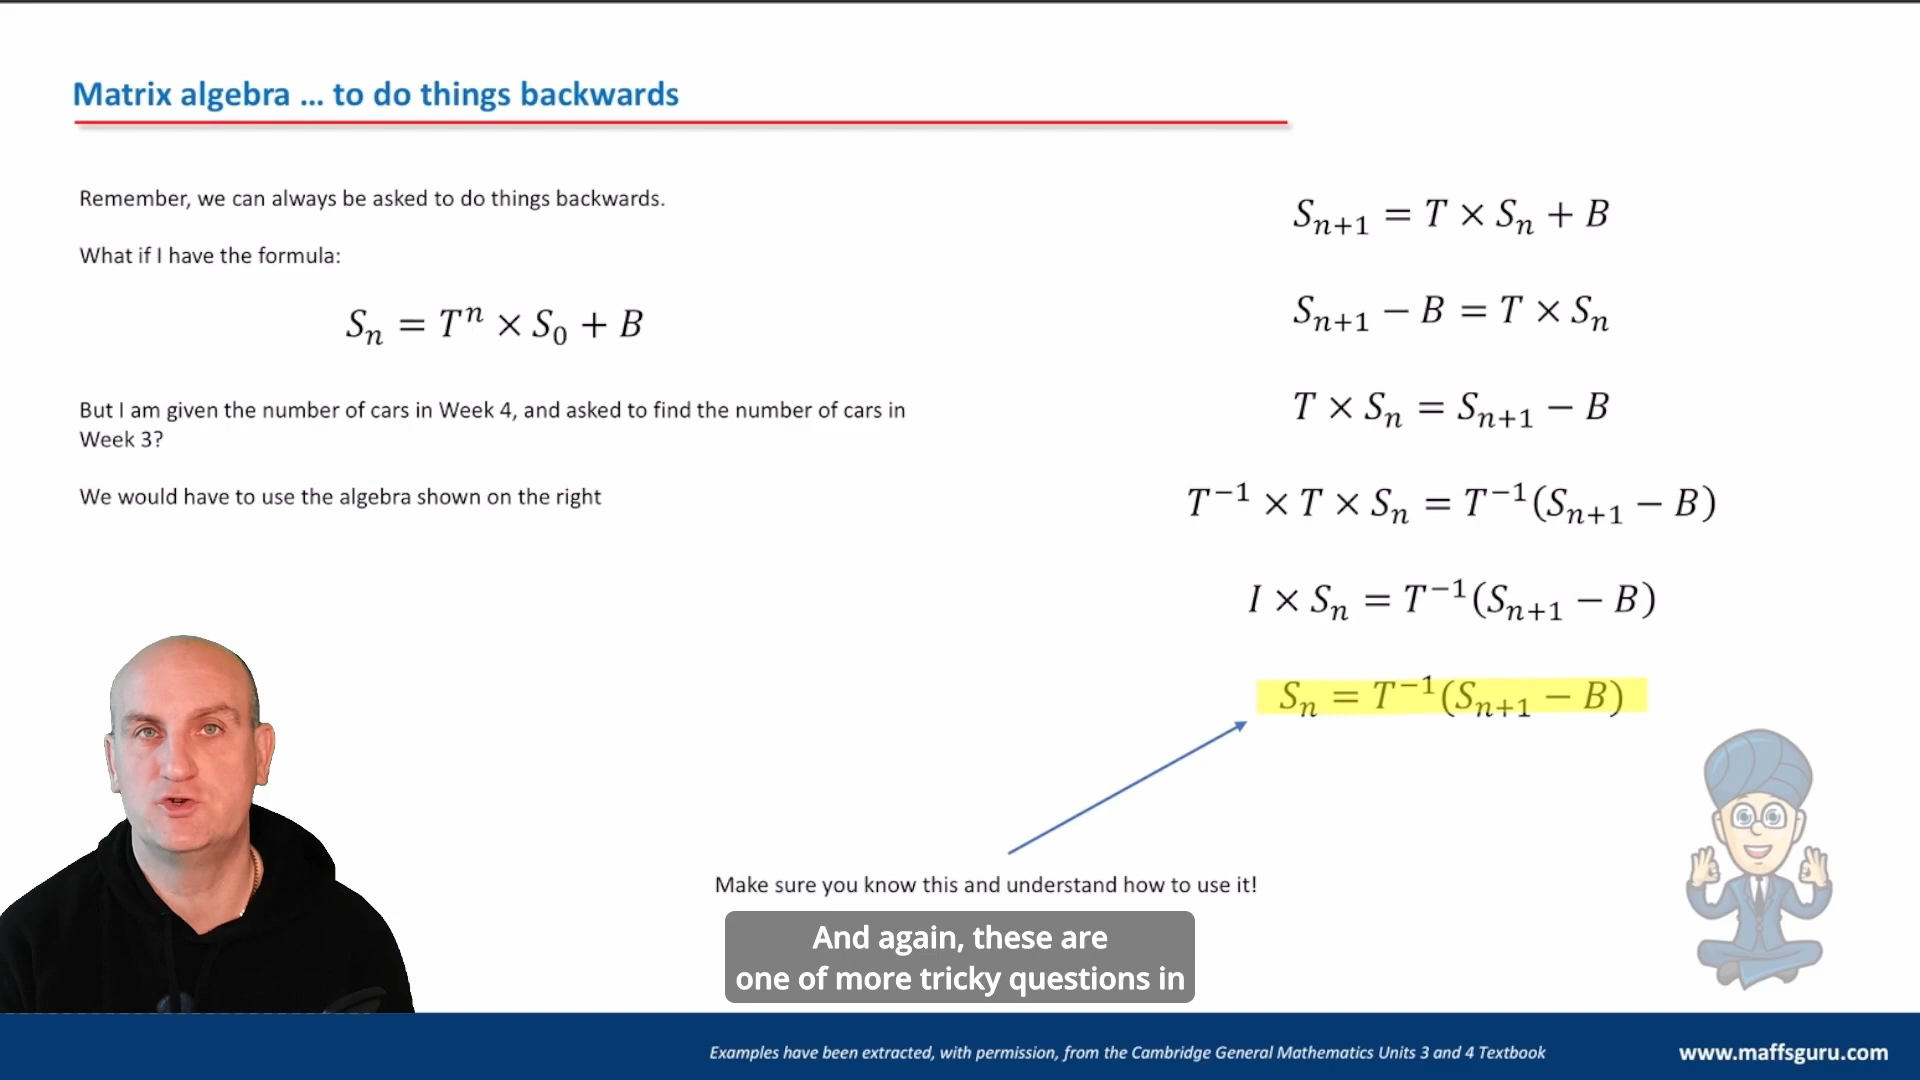 Matrix algebra ... to do things backwards
Remember, we can always be asked to do things backwards.
What if I have the formula:
Sₙ = Tⁿ × S₀ + B
But I am given the number of cars in Week 4, and asked to find the number of cars in
Week 3?
We would have to use the algebra shown on the right
Sₙ₊₁ = T × Sₙ + B
Sₙ₊₁ − B = T × Sₙ
T × Sₙ = Sₙ₊₁ − B
T⁻¹ × T × Sₙ = T⁻¹(Sₙ₊₁ − B)
I × Sₙ = T⁻¹(Sₙ₊₁ − B)
Sₙ = T⁻¹(Sₙ₊₁ − B)
Make sure you know this and understand how to use it!
And again, these are
one of more tricky questions in
Examples have been extracted, with permission, from the Cambridge General Mathematics Units 3 and 4 Textbook
www.maffsguru.com